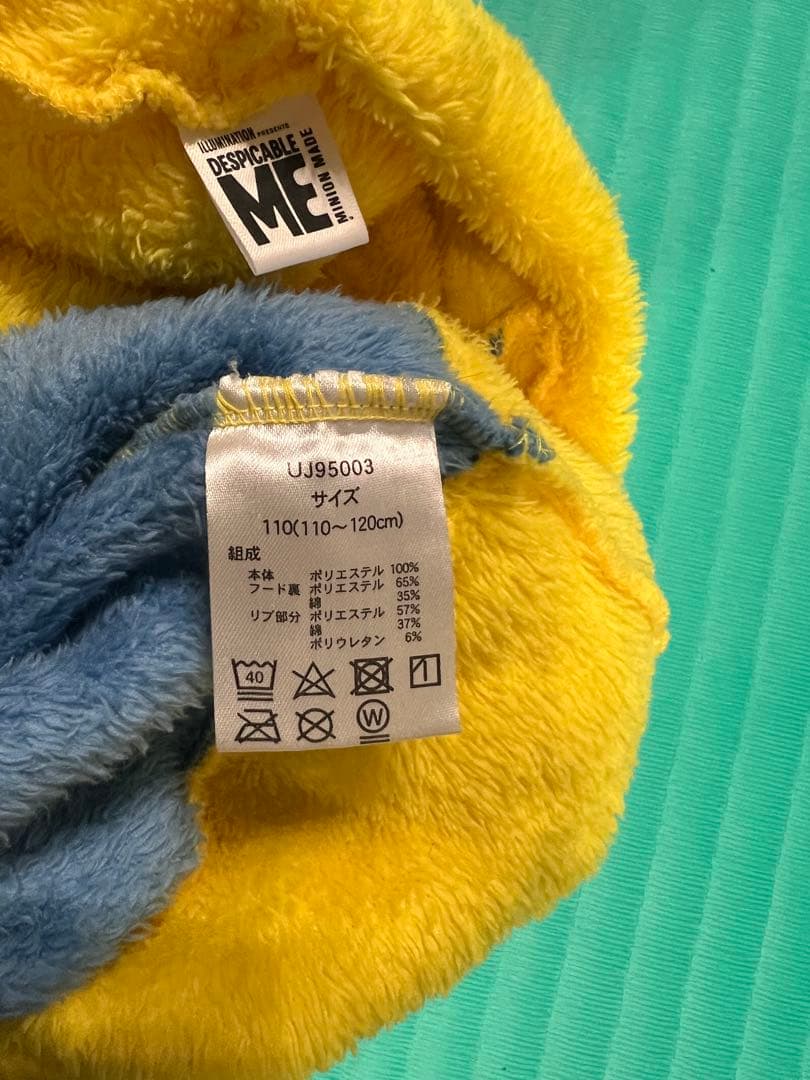 ILLUMINATION PRESENTS
DESPICABLE
ME
MINION MADE
UJ95003
サイズ
110(110～120cm)
組成
本体 ポリエステル 100%
フード裏 ポリエステル 65%
綿 35%
リブ部分 ポリエステル 57%
綿 37%
ポリウレタン 6%
40
W